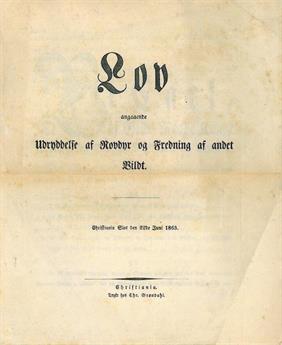 Lov
angaaende
Udryddelse af Rovdyr og Fredning af andet
Vildt.
Christiania Slot den 22de Juni 1863.
Christiania.
Trykt hos Chr. Grøndahl.